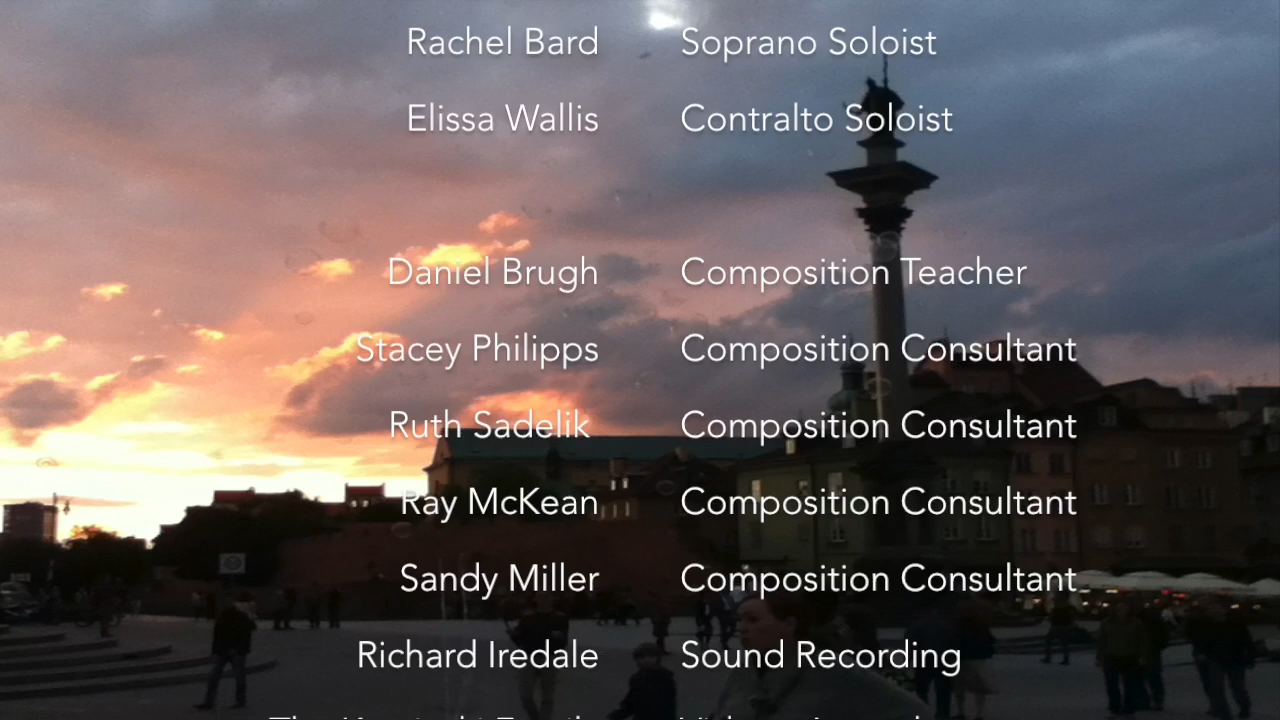 Rachel Bard Soprano Soloist
Elissa Wallis Contralto Soloist
Daniel Brugh Composition Teacher
Stacey Philipps Composition Consultant
Ruth Sadelik Composition Consultant
Ray McKean Composition Consultant
Sandy Miller Composition Consultant
Richard Iredale Sound Recording